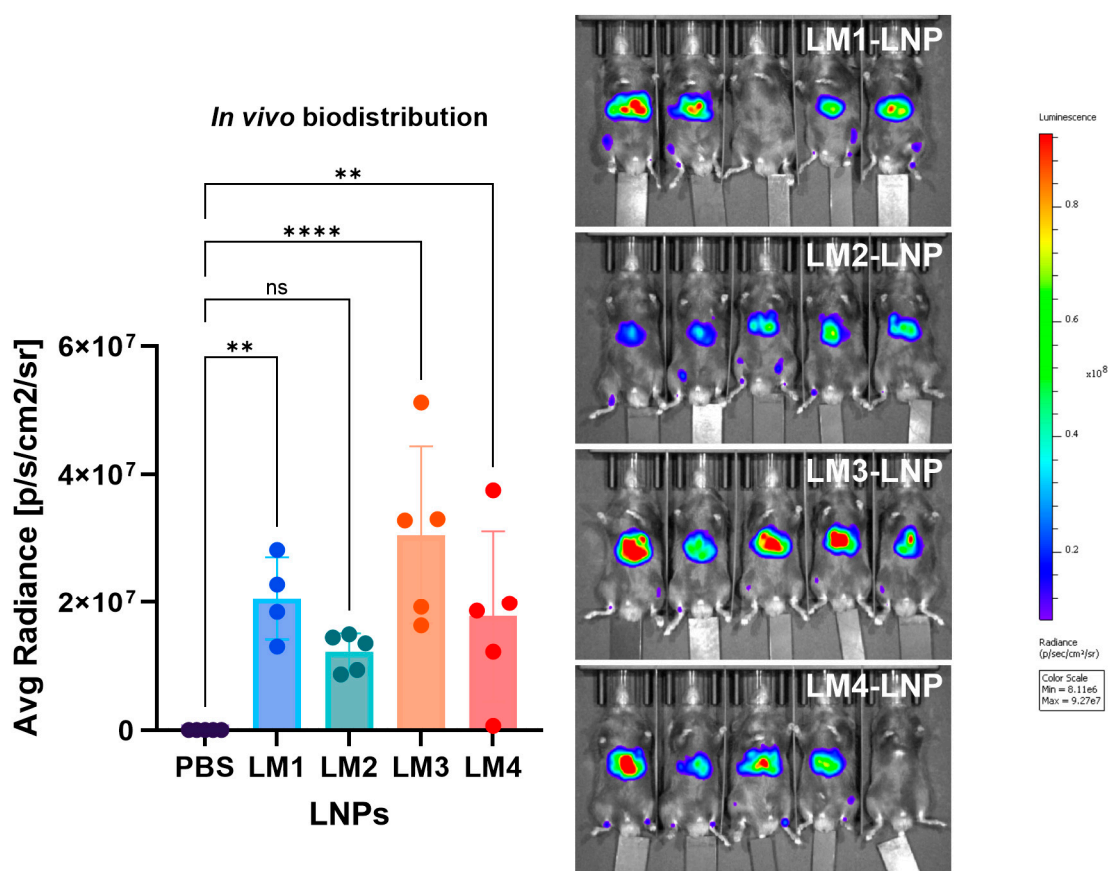 In vivo biodistribution
**
****
ns
**
Avg Radiance [p/s/cm2/sr]
6×10⁷
4×10⁷
2×10⁷
0
PBS LM1 LM2 LM3 LM4
LNPs
LM1-LNP
LM2-LNP
LM3-LNP
LM4-LNP
Luminescence
0.8
0.6
x10⁸
0.4
0.2
Radiance
(p/sec/cm²/sr)
Color Scale
Min = 8.11e6
Max = 9.27e7